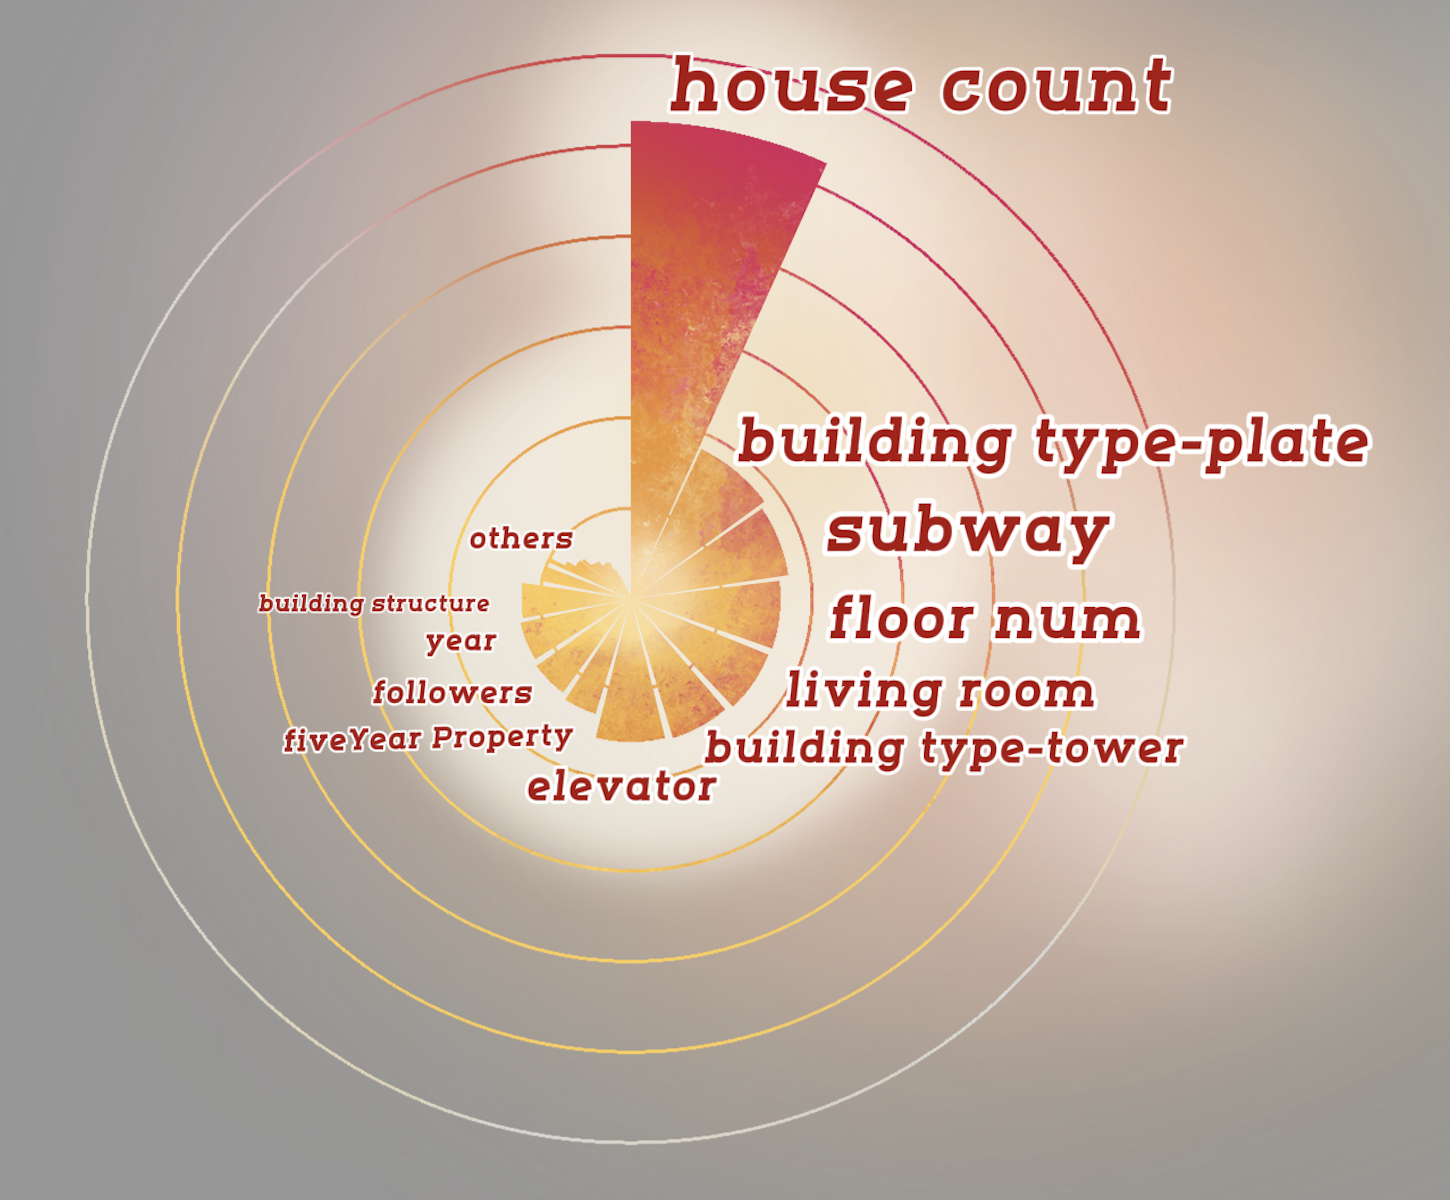 house count
building type-plate
subway
others
building structure
floor num
year
living room
followers
fiveYear Property
building type-tower
elevator